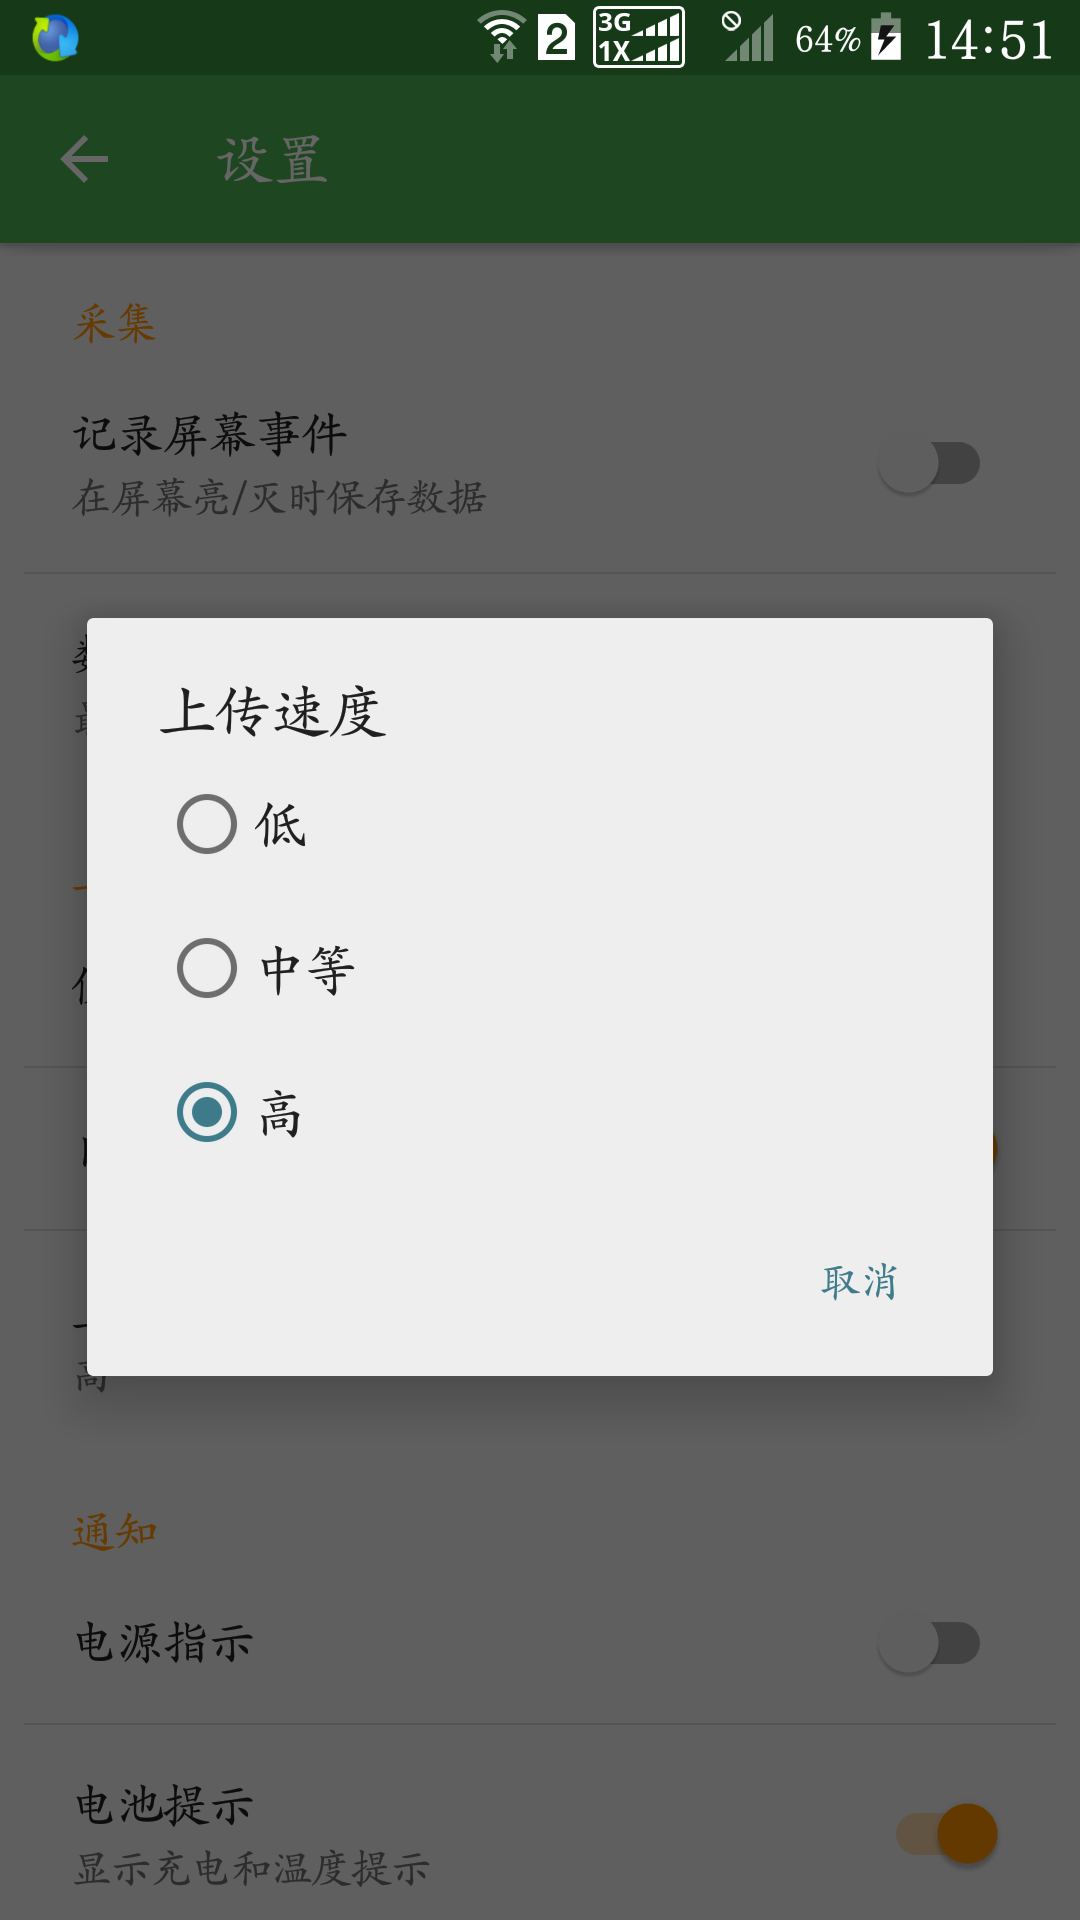 2
3G
1X
64%
14:51
设置
采集
记录屏幕事件
在屏幕亮/灭时保存数据
上传速度
低
中等
高
取消
高
通知
电源指示
电池提示
显示充电和温度提示